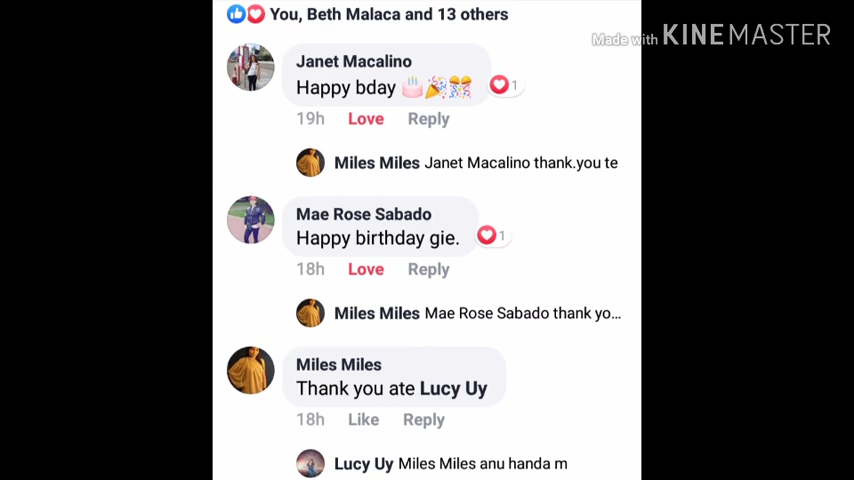 You, Beth Malaca and 13 others
Made with KINEMASTER
Janet Macalino
Happy bday 🎂🎉🎊
1
19h Love Reply
Miles Miles Janet Macalino thank.you te
Mae Rose Sabado
Happy birthday gie.
1
18h Love Reply
Miles Miles Mae Rose Sabado thank yo...
Miles Miles
Thank you ate Lucy Uy
18h Like Reply
Lucy Uy Miles Miles anu handa m